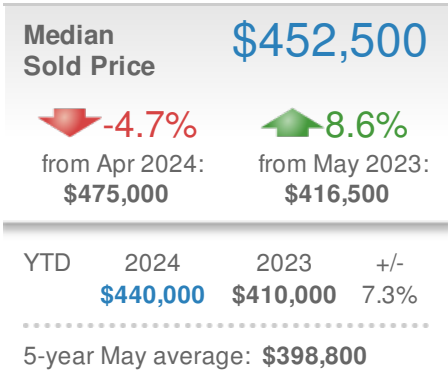 Median
Sold Price
$452,500
-4.7%
from Apr 2024:
$475,000
8.6%
from May 2023:
$416,500
YTD 2024 2023 +/-
$440,000 $410,000 7.3%
5-year May average: $398,800